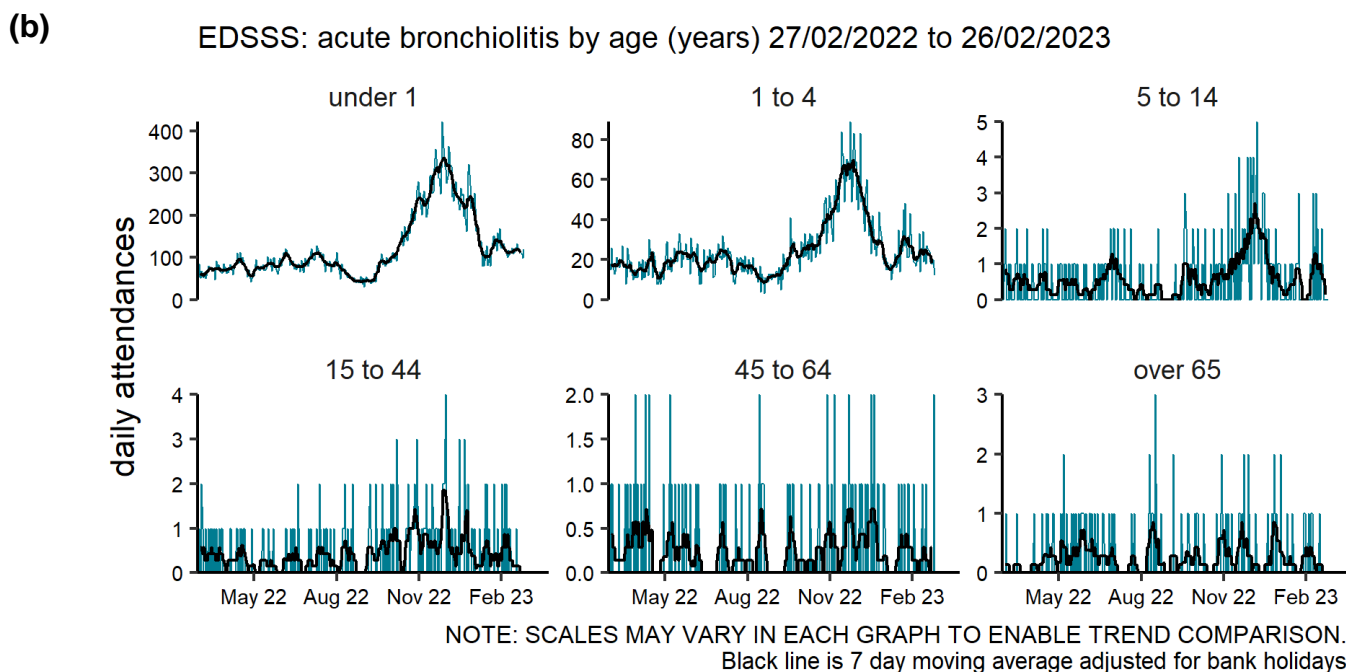 (b)
EDSSS: acute bronchiolitis by age (years) 27/02/2022 to 26/02/2023
daily attendances
under 1
400
300
200
100
0
1 to 4
80
60
40
20
0
5 to 14
5
4
3
2
1
0
15 to 44
4
3
2
1
0
May 22 Aug 22 Nov 22 Feb 23
45 to 64
2.0
1.5
1.0
0.5
0.0
May 22 Aug 22 Nov 22 Feb 23
over 65
3
2
1
0
May 22 Aug 22 Nov 22 Feb 23
NOTE: SCALES MAY VARY IN EACH GRAPH TO ENABLE TREND COMPARISON.
Black line is 7 day moving average adjusted for bank holidays